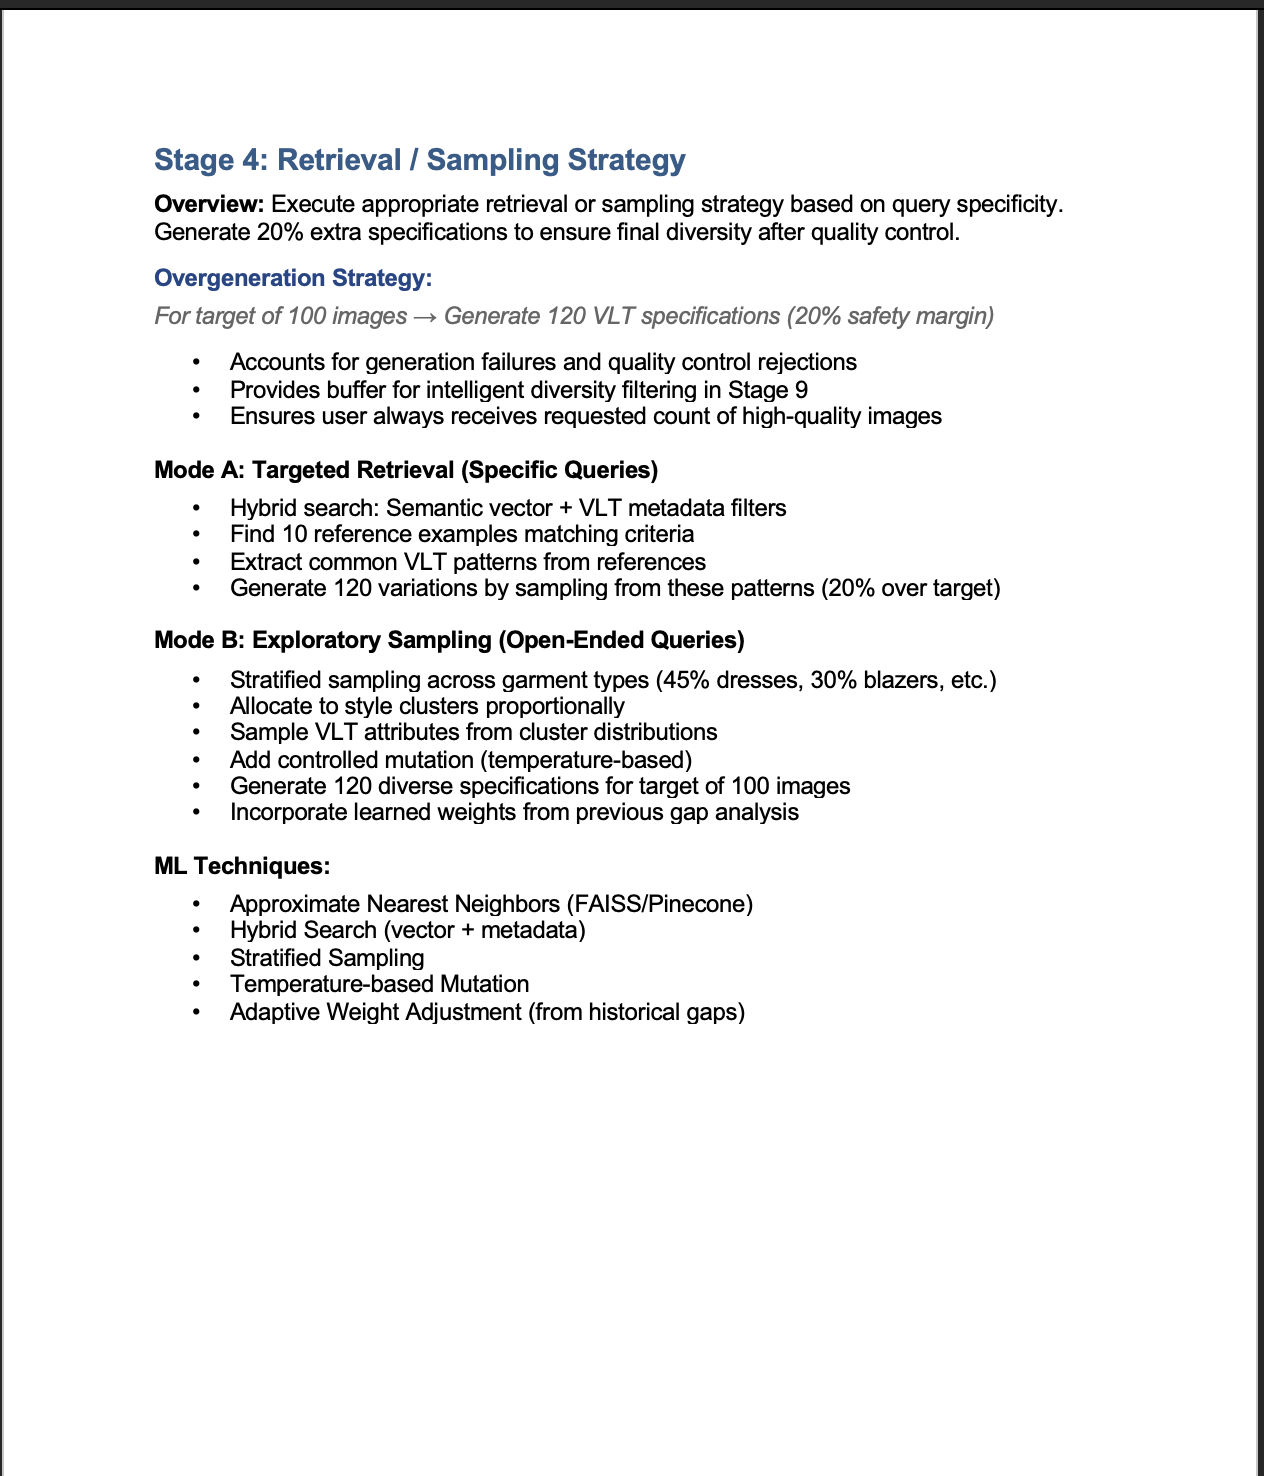 Stage 4: Retrieval / Sampling Strategy
Overview: Execute appropriate retrieval or sampling strategy based on query specificity.
Generate 20% extra specifications to ensure final diversity after quality control.
Overgeneration Strategy:
For target of 100 images → Generate 120 VLT specifications (20% safety margin)
• Accounts for generation failures and quality control rejections
• Provides buffer for intelligent diversity filtering in Stage 9
• Ensures user always receives requested count of high-quality images
Mode A: Targeted Retrieval (Specific Queries)
• Hybrid search: Semantic vector + VLT metadata filters
• Find 10 reference examples matching criteria
• Extract common VLT patterns from references
• Generate 120 variations by sampling from these patterns (20% over target)
Mode B: Exploratory Sampling (Open-Ended Queries)
• Stratified sampling across garment types (45% dresses, 30% blazers, etc.)
• Allocate to style clusters proportionally
• Sample VLT attributes from cluster distributions
• Add controlled mutation (temperature-based)
• Generate 120 diverse specifications for target of 100 images
• Incorporate learned weights from previous gap analysis
ML Techniques:
• Approximate Nearest Neighbors (FAISS/Pinecone)
• Hybrid Search (vector + metadata)
• Stratified Sampling
• Temperature-based Mutation
• Adaptive Weight Adjustment (from historical gaps)